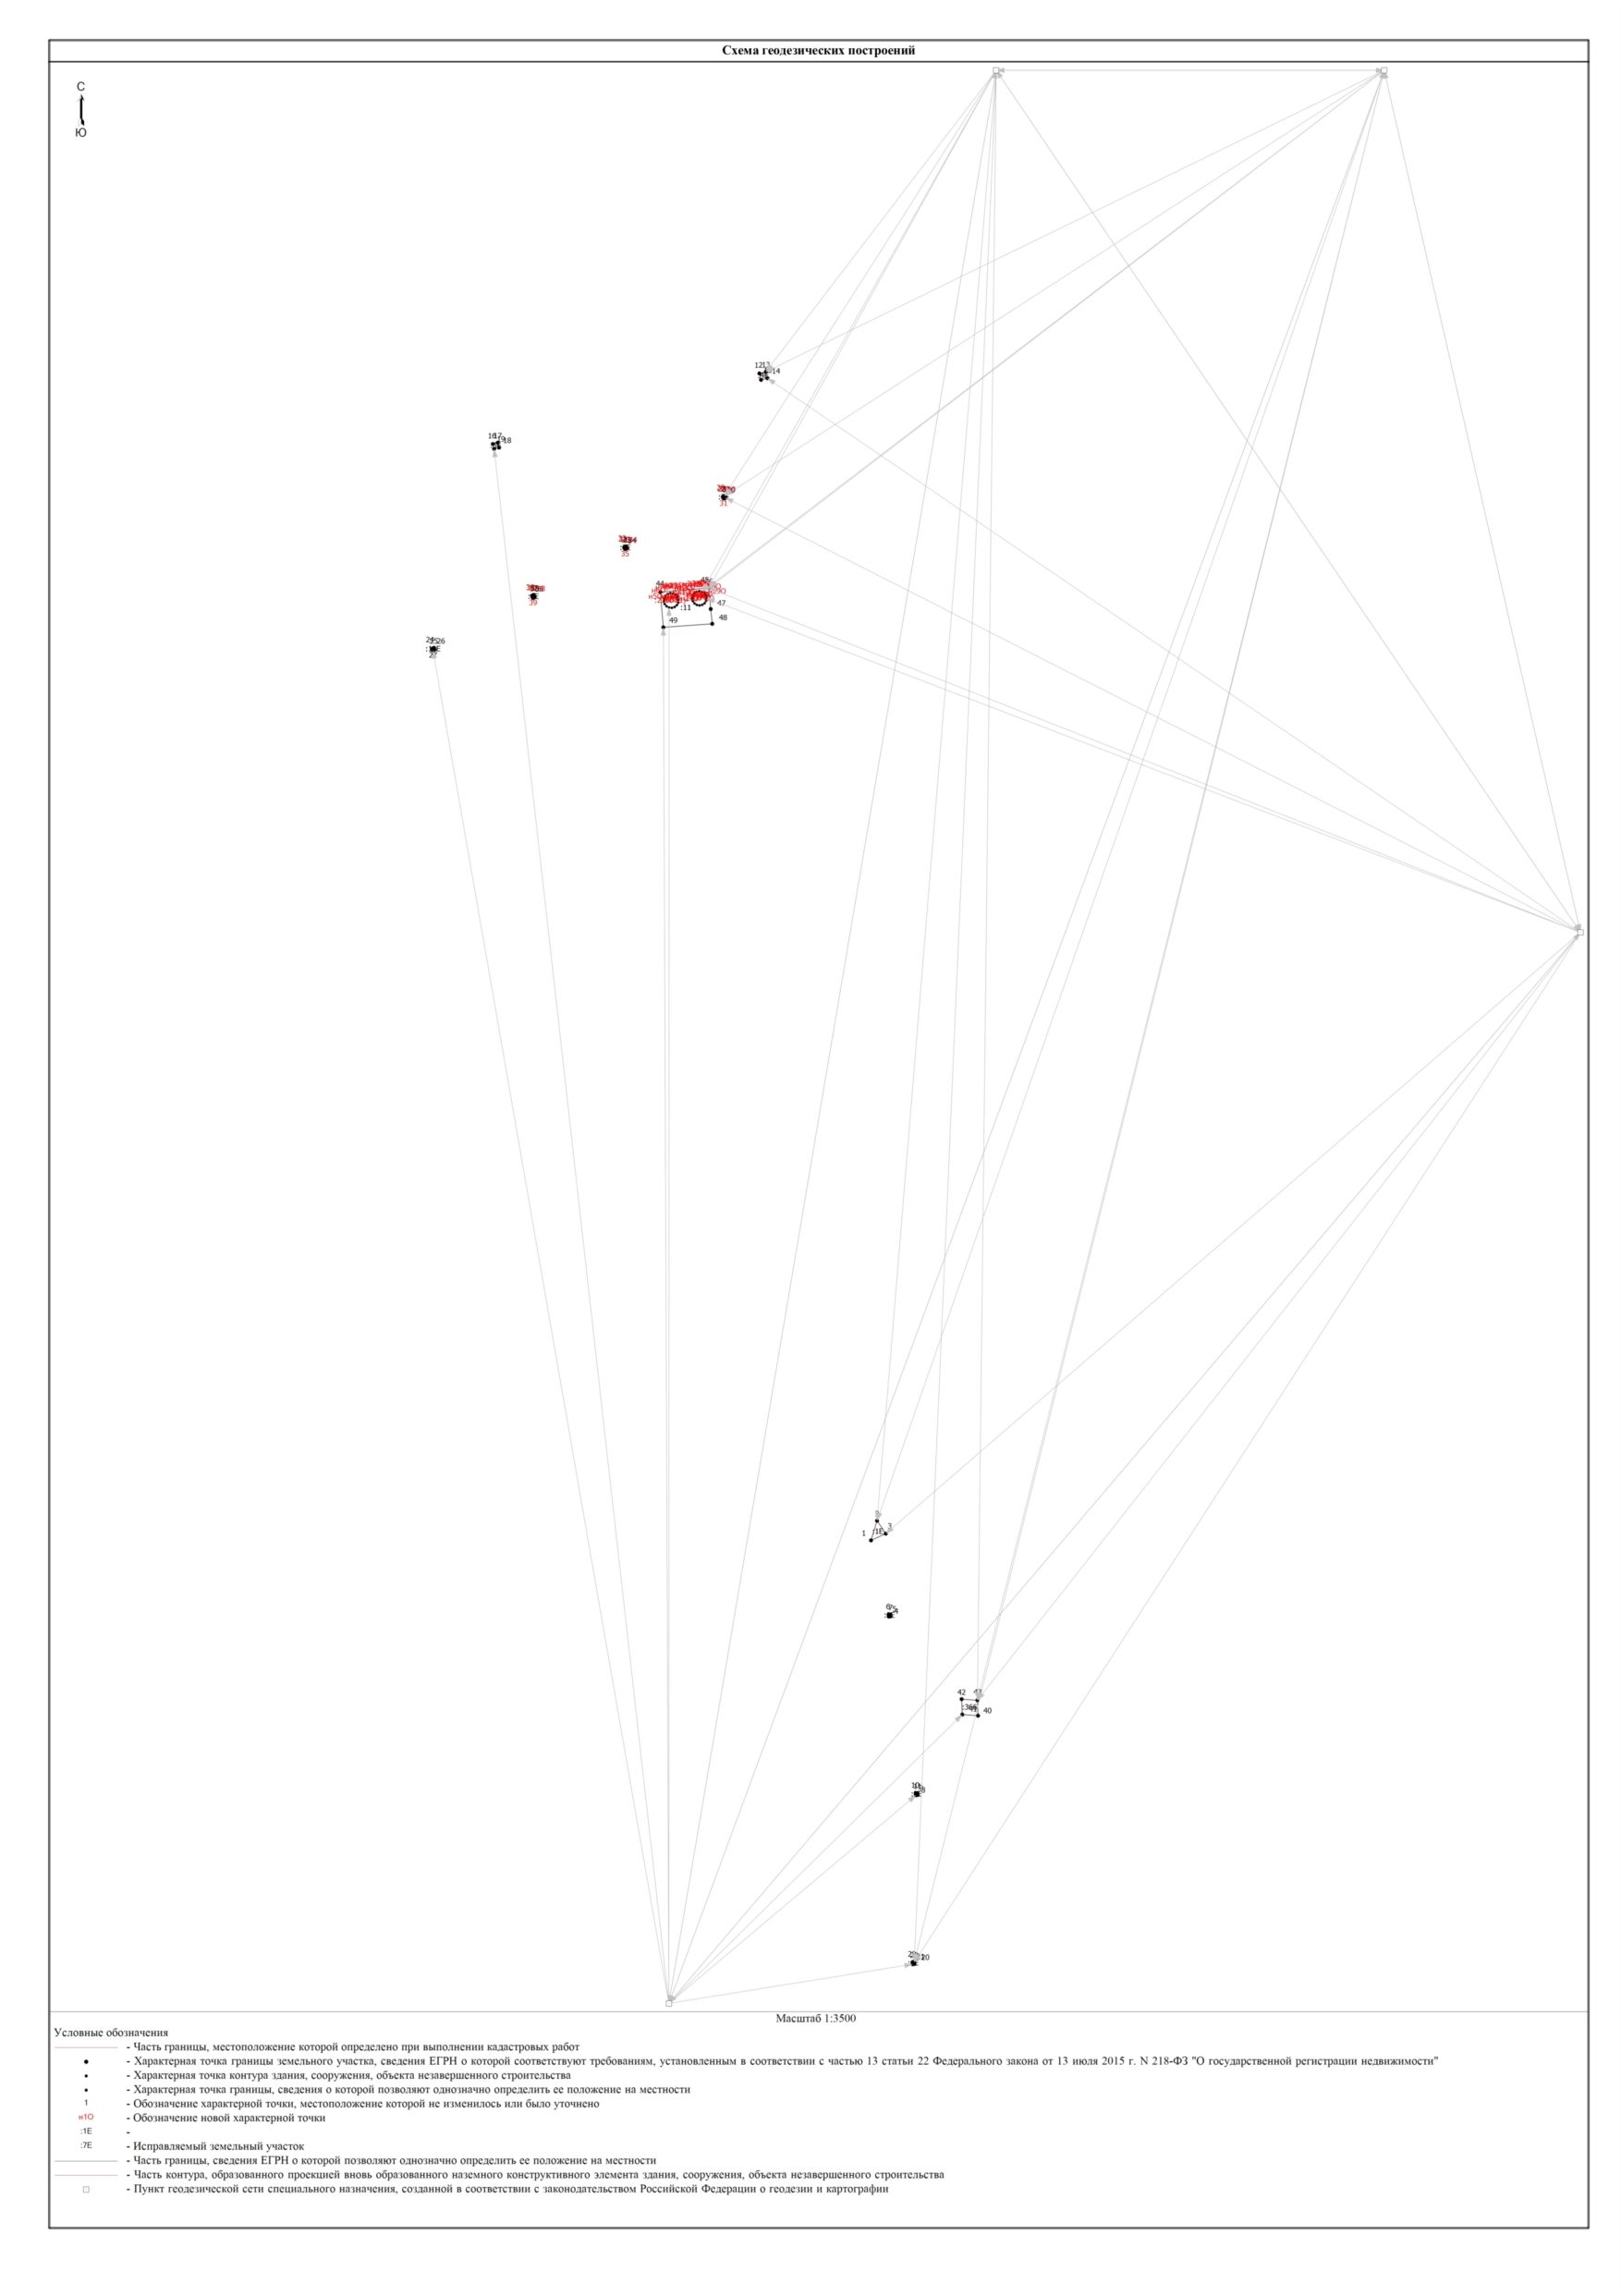 Схема геодезических построений
С
Ю
14
18
31
35
44
47
:11
39
49
48
26
3
1
:1Е
42
40
20
Масштаб 1:3500
Условные обозначения
- Часть границы, местоположение которой определено при выполнении кадастровых работ
- Характерная точка границы земельного участка, сведения ЕГРН о которой соответствуют требованиям, установленным в соответствии с частью 13 статьи 22 Федерального закона от 13 июля 2015 г. N 218-ФЗ "О государственной регистрации недвижимости"
- Характерная точка контура здания, сооружения, объекта незавершенного строительства
- Характерная точка границы, сведения о которой позволяют однозначно определить ее положение на местности
1 - Обозначение характерной точки, местоположение которой не изменилось или было уточнено
н1О - Обозначение новой характерной точки
:1Е -
:7Е - Исправляемый земельный участок
- Часть границы, сведения ЕГРН о которой позволяют однозначно определить ее положение на местности
- Часть контура, образованного проекцией вновь образованного наземного конструктивного элемента здания, сооружения, объекта незавершенного строительства
- Пункт геодезической сети специального назначения, созданной в соответствии с законодательством Российской Федерации о геодезии и картографии